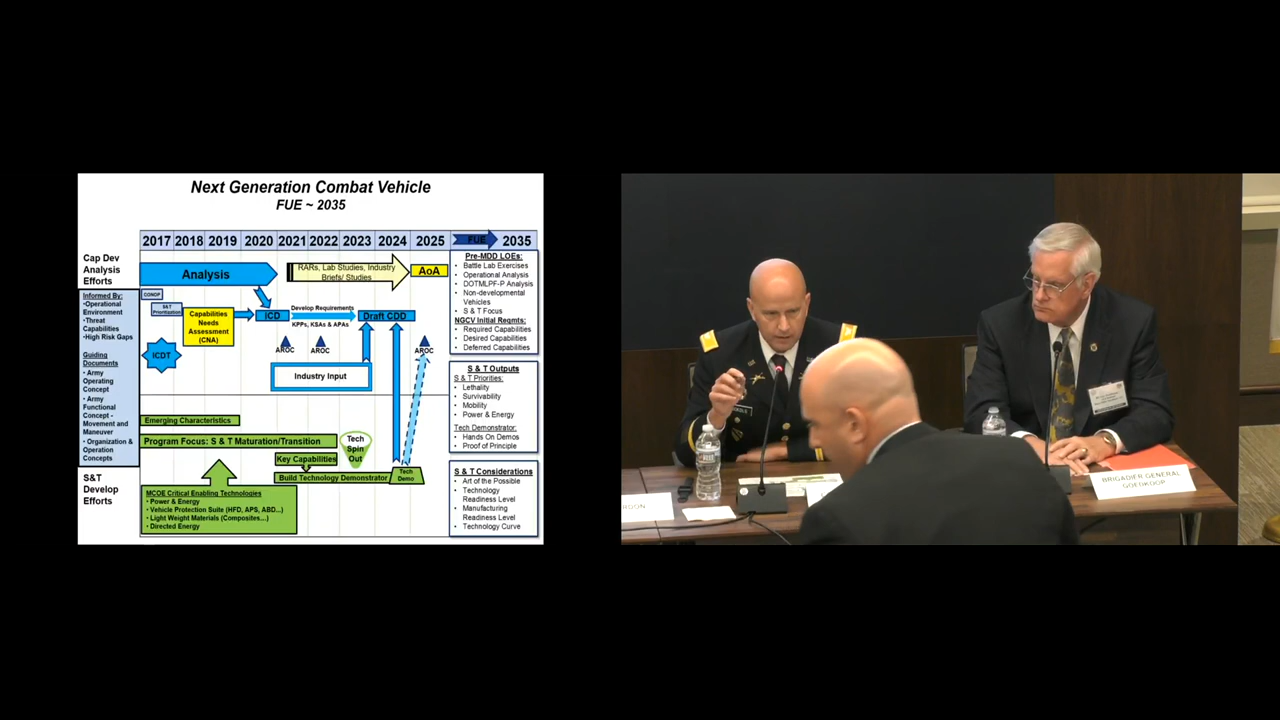 Next Generation Combat Vehicle
FUE ~ 2035
2017 2018 2019 2020 2021 2022 2023 2024 2025 FUE 2035
Cap Dev
Analysis
Efforts
Analysis
RARs, Lab Studies, Industry
Briefs/ Studies
AoA
Informed By:
•Operational
Environment
•Threat
Capabilities
•High Risk Gaps
Guiding
Documents
• Army
Operating
Concept
• Army
Functional
Concept -
Movement and
Maneuver
• Organization &
Operation
Concepts
CONOP
S&T
Prioritization
Capabilities
Needs
Assessment
(CNA)
ICDT
ICD
Develop Requirements
KPPs, KSAs & APAs
Draft CDD
AROC
AROC
AROC
Industry Input
Emerging Characteristics
Program Focus: S & T Maturation/Transition
Tech
Spin
Out
Key Capabilities
Build Technology Demonstrator
Tech
Demo
S&T
Develop
Efforts
MCOE Critical Enabling Technologies
• Power & Energy
• Vehicle Protection Suite (HFD, APS, ABD...)
• Light Weight Materials (Composites....)
• Directed Energy
Pre-MDD LOEs:
• Battle Lab Exercises
• Operational Analysis
• DOTMLPF-P Analysis
• Non-developmental
Vehicles
• S & T Focus
NGCV Initial Reqmts:
• Required Capabilities
• Desired Capabilities
• Deferred Capabilities
S & T Outputs
S & T Priorities:
• Lethality
• Survivability
• Mobility
• Power & Energy
Tech Demonstrator:
• Hands On Demos
• Proof of Principle
S & T Considerations
• Art of the Possible
• Technology
Readiness Level
• Manufacturing
Readiness Level
• Technology Curve
BRIGADIER GENERAL
GOEDKOOP